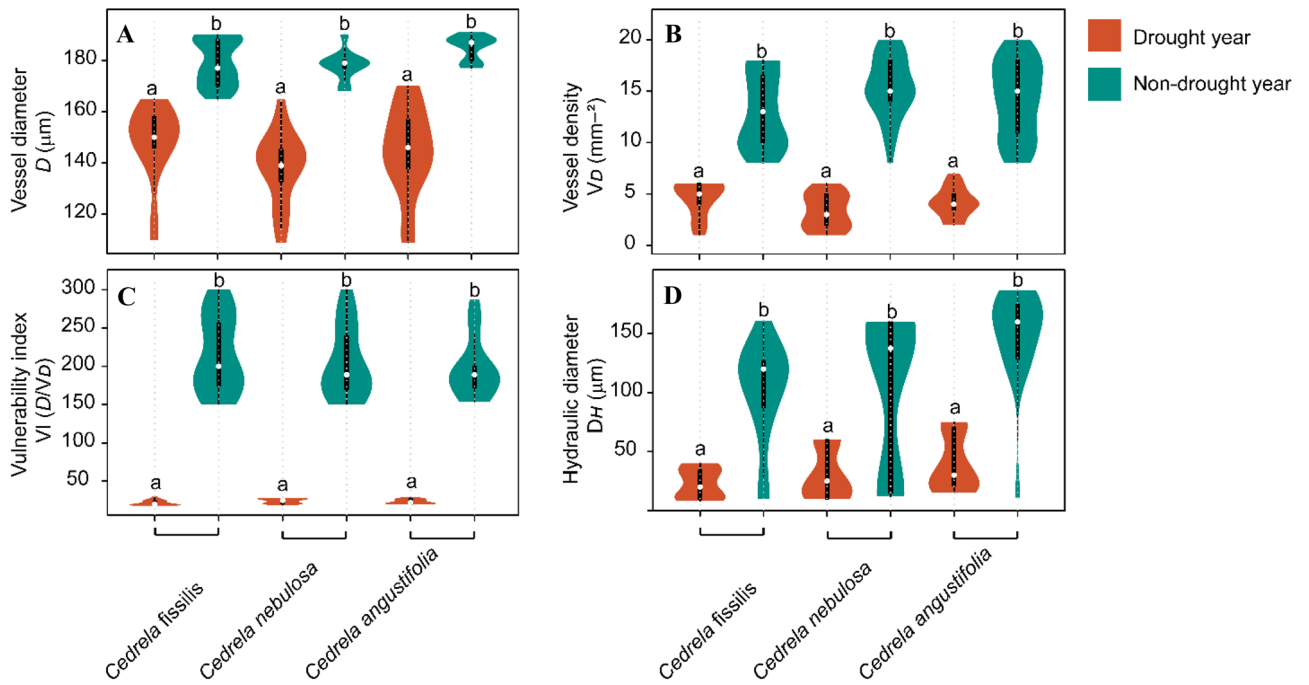 A
Vessel diameter
D (µm)
180
160
140
120
a
b
a
b
a
b
B
Vessel density
VD (mm⁻²)
20
15
10
5
0
a
b
a
b
a
b
Drought year
Non-drought year
C
Vulnerability index
VI (D/VD)
300
250
200
150
100
50
a
b
a
b
a
b
D
Hydraulic diameter
DH (µm)
150
100
50
a
b
a
b
a
b
Cedrela fissilis
Cedrela nebulosa
Cedrela angustifolia
Cedrela fissilis
Cedrela nebulosa
Cedrela angustifolia